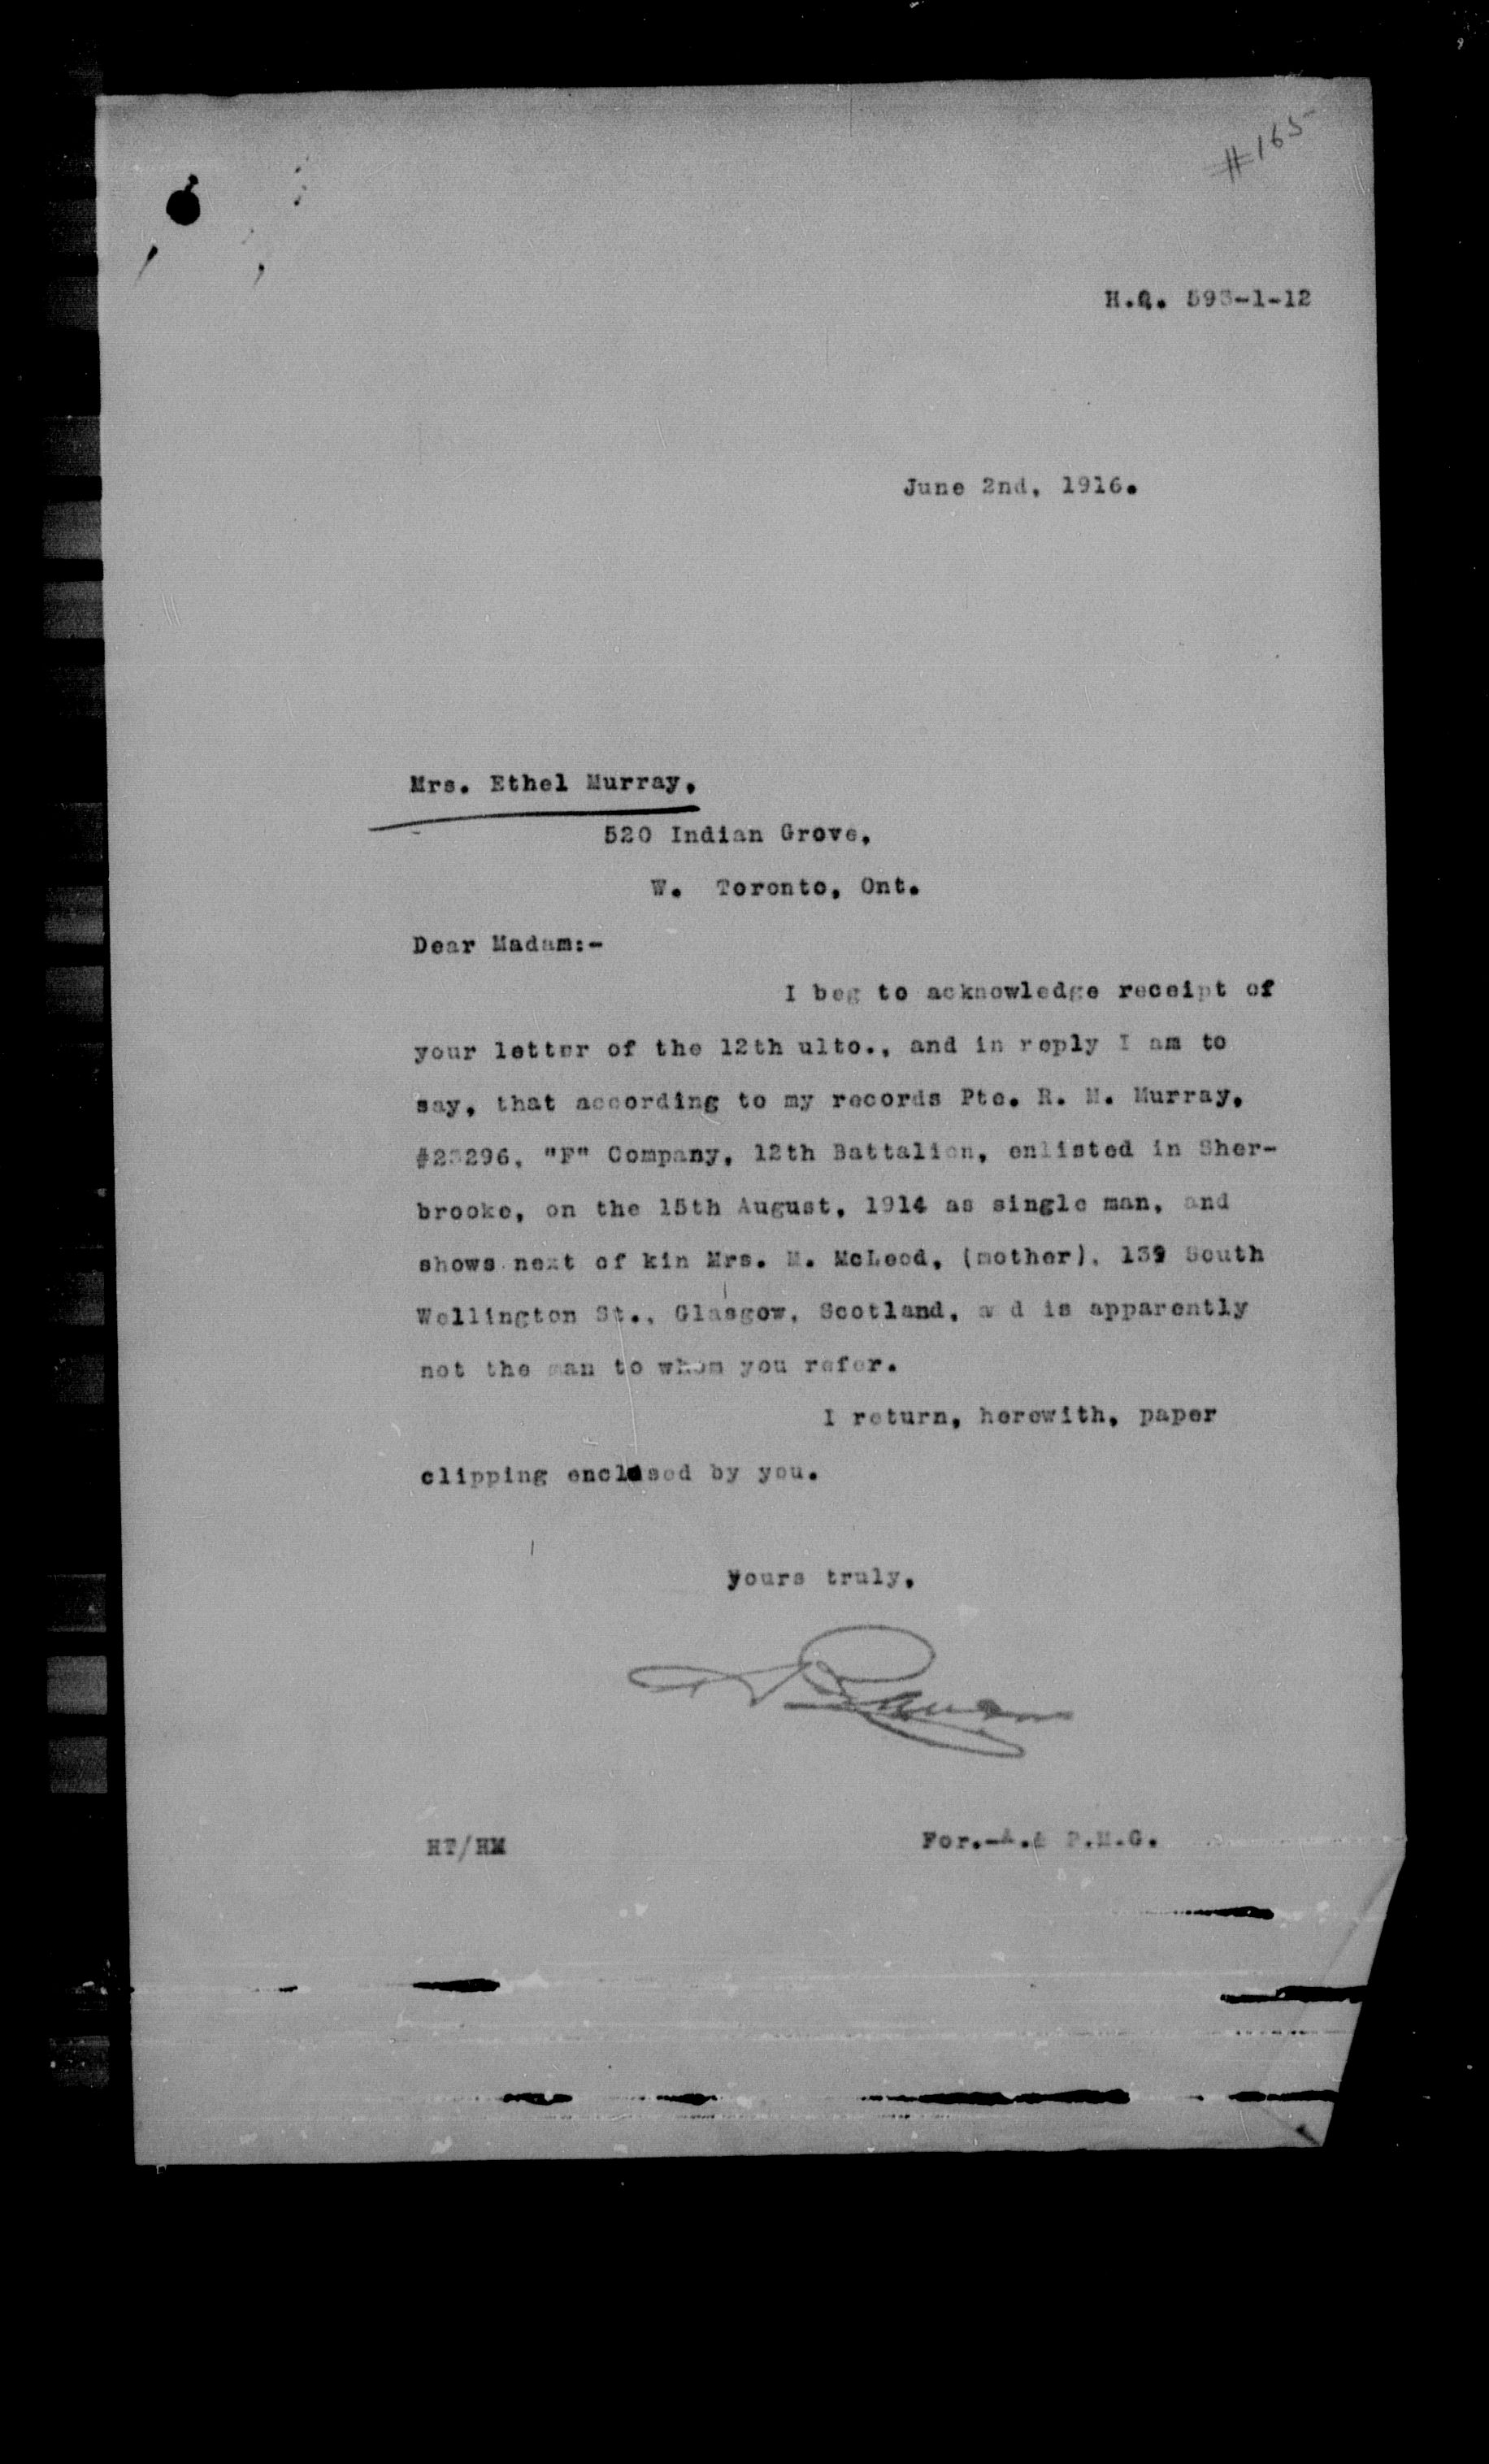 #165
H.Q. 593-1-12
June 2nd, 1916.
Mrs. Ethel Murray,
520 Indian Grove,
W. Toronto, Ont.
Dear Madam:-
I beg to acknowledge receipt of
your letter of the 12th ulto., and in reply I am to
say, that according to my records Pte. R. M. Murray,
"F" Company, 12th Battalion, enlisted in Sher-
brooke, on the 15th August, 1914 as single man, and
shows next of kin Mrs. M. McLeod, (mother), 139 South
Wellington St., Glasgow, Scotland, a d is apparently
not the man to whom you refer.
I return, herewith, paper
clipping enclosed by you.
yours truly,
HT/HM
For.-A.& P.M.G.